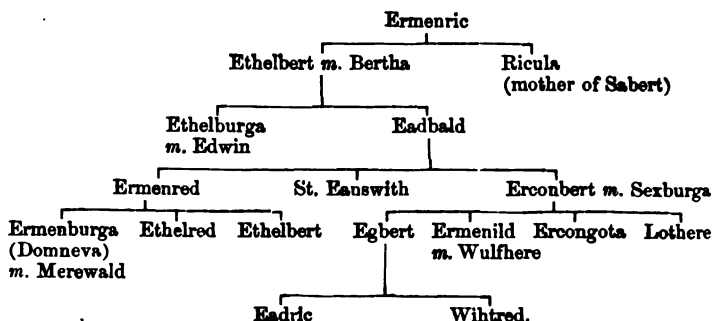 Ermenric
Ethelbert m. Bertha Ricula
(mother of Sabert)
Ethelburga Eadbald
m. Edwin
Ermenred St. Eanswith Erconbert m. Sexburga
Ermenburga Ethelred Ethelbert Egbert Ermenild Ercongota Lothere
(Domneva) m. Wulfhere
m. Merewald
Eadric Wihtred.